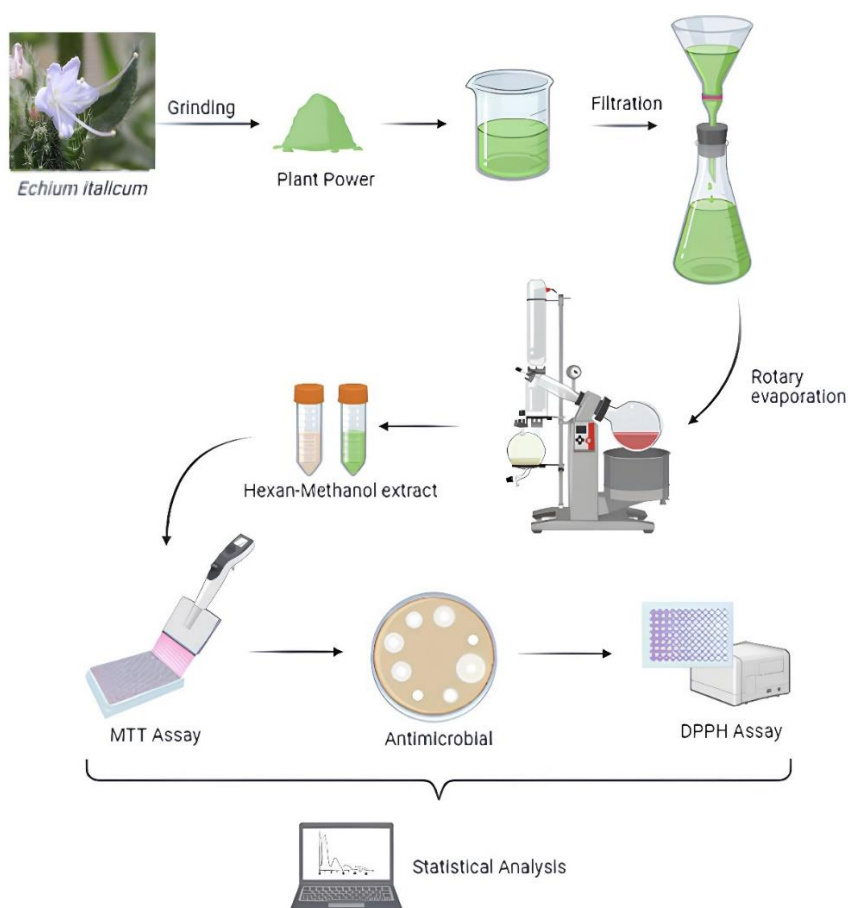 Grinding
Filtration
Echium italicum
Plant Power
Rotary
evaporation
Hexan-Methanol extract
MTT Assay
Antimicrobial
DPPH Assay
Statistical Analysis